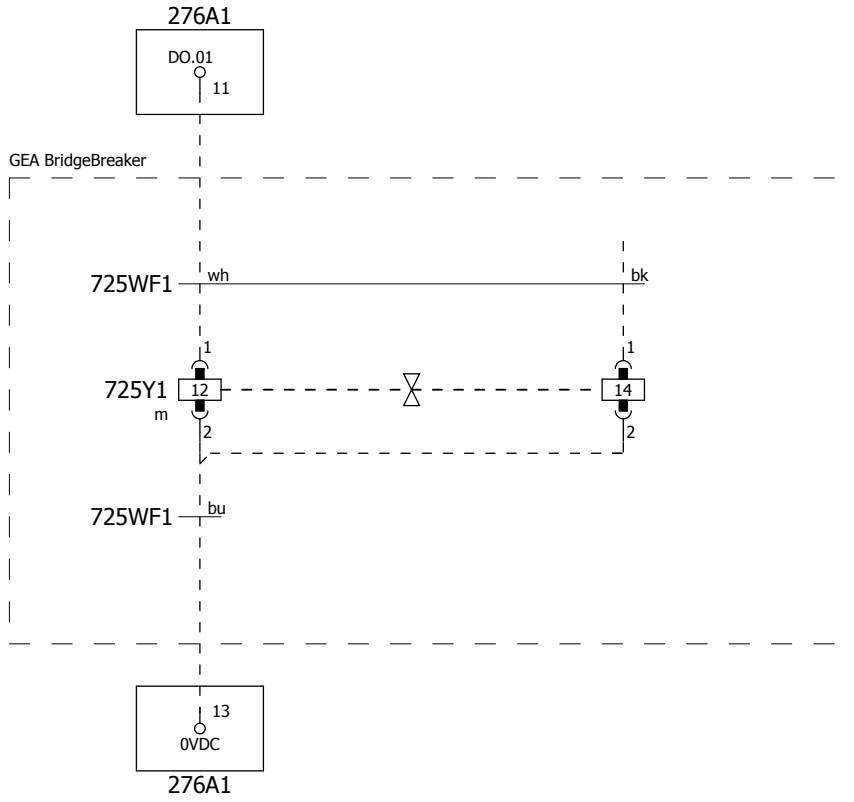 276A1
DO.01
11
GEA BridgeBreaker
725WF1
wh
bk
1
1
725Y1
12
14
m
2
2
725WF1
bu
13
0VDC
276A1